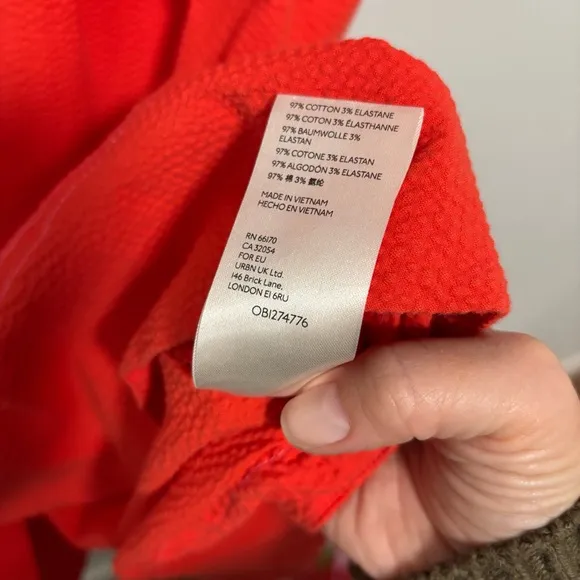 97% COTTON 3% ELASTANE
97% COTON 3% ÉLASTHANNE
97% BAUMWOLLE 3%
ELASTAN
97% COTONE 3% ELASTAN
97% ALGODÓN 3% ELASTANE
97% 棉 3% 氨纶
MADE IN VIETNAM
HECHO EN VIETNAM
RN 66170
CA 32054
FOR EU
URBN UK Ltd.
146 Brick Lane,
LONDON E1 6RU
OB1274776